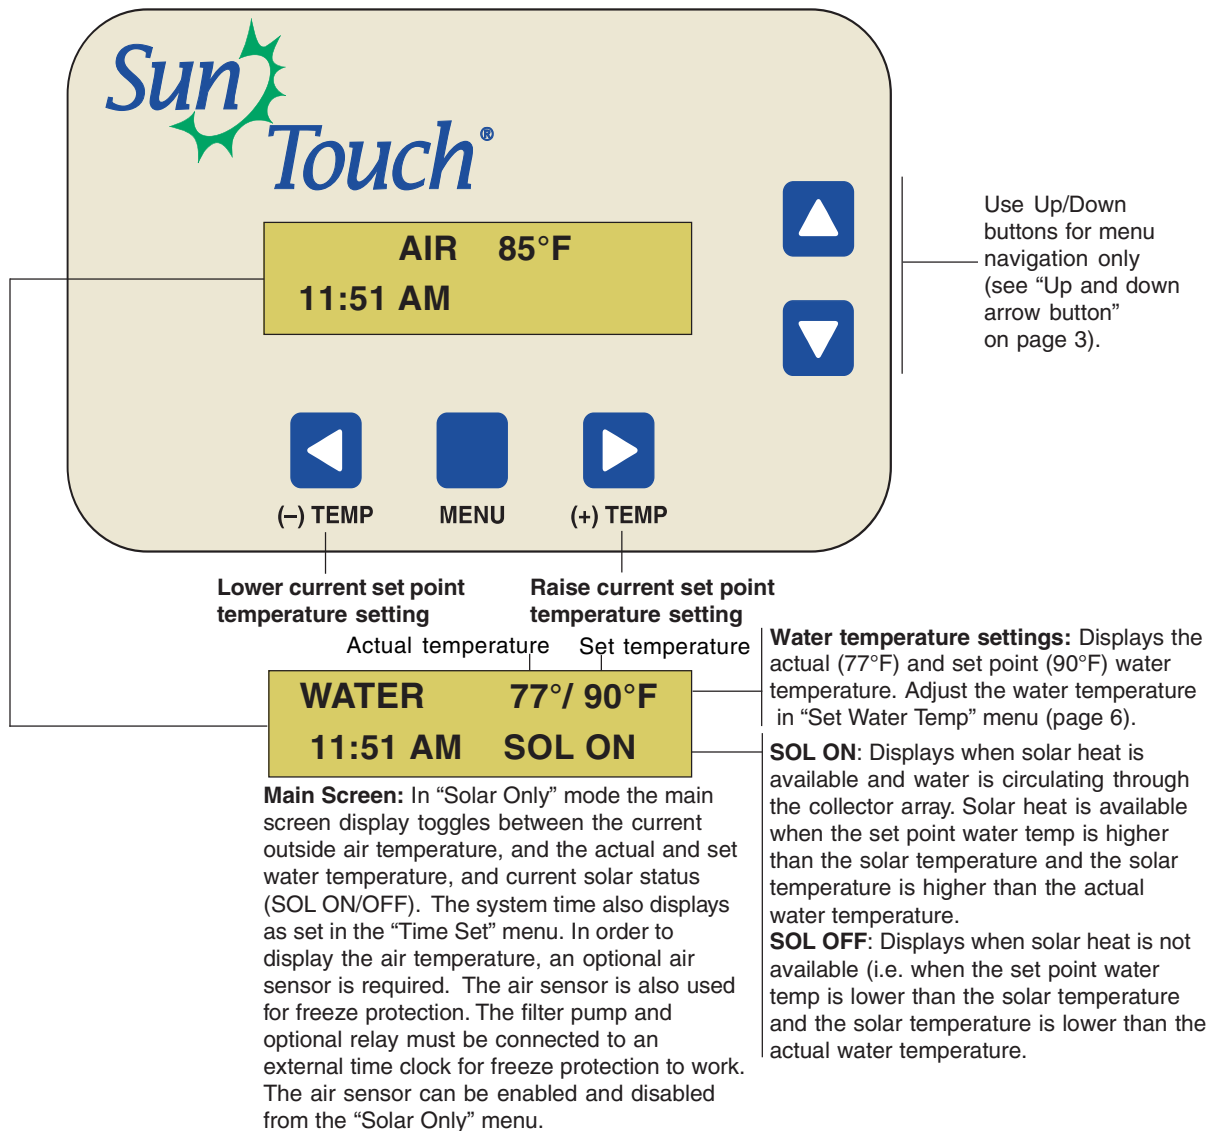 Sun
Touch®
AIR 85°F
11:51 AM
Use Up/Down
buttons for menu
navigation only
(see “Up and down
arrow button”
on page 3).
(–) TEMP MENU (+) TEMP
Lower current set point
temperature setting
Raise current set point
temperature setting
Actual temperature Set temperature
WATER 77°/ 90°F
11:51 AM SOL ON
Water temperature settings: Displays the
actual (77°F) and set point (90°F) water
temperature. Adjust the water temperature
in “Set Water Temp” menu (page 6).
SOL ON: Displays when solar heat is
available and water is circulating through
the collector array. Solar heat is available
when the set point water temp is higher
than the solar temperature and the solar
temperature is higher than the actual
water temperature.
SOL OFF: Displays when solar heat is not
available (i.e. when the set point water
temp is lower than the solar temperature
and the solar temperature is lower than the
actual water temperature.
Main Screen: In “Solar Only” mode the main
screen display toggles between the current
outside air temperature, and the actual and set
water temperature, and current solar status
(SOL ON/OFF). The system time also displays
as set in the “Time Set” menu. In order to
display the air temperature, an optional air
sensor is required. The air sensor is also used
for freeze protection. The filter pump and
optional relay must be connected to an
external time clock for freeze protection to work.
The air sensor can be enabled and disabled
from the “Solar Only” menu.